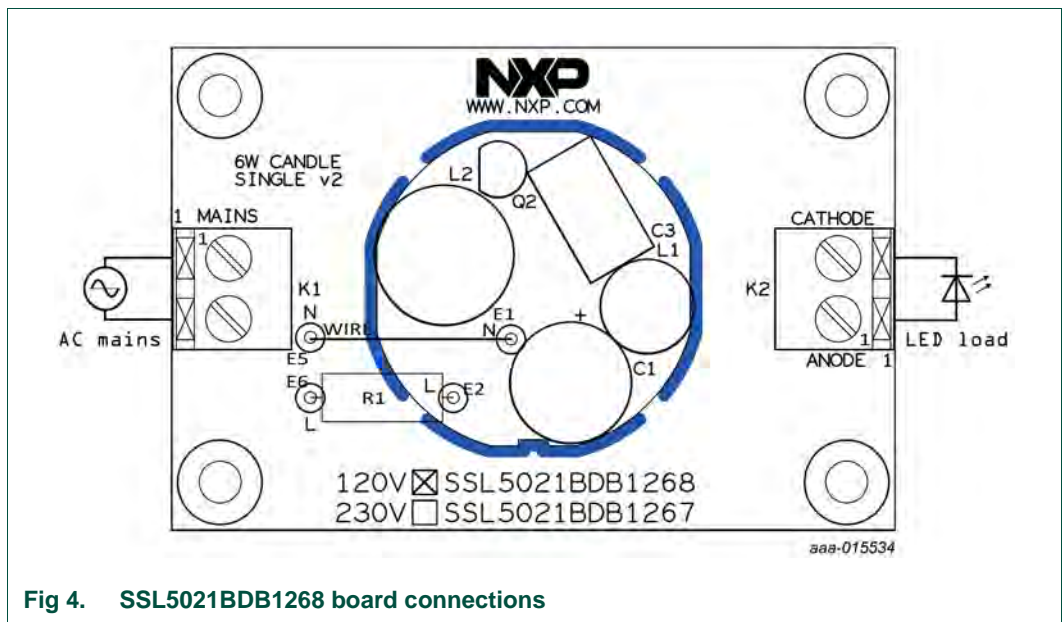 NXP
WWW.NXP.COM
6W CANDLE
SINGLE v2
L2
Q2
C3
L1
1 MAINS
1
CATHODE
K1
K2
N
WIRE
E1
N
+
AC mains
E5
1
LED load
ANODE 1
C1
E6
R1
L
E2
L
120V SSL5021BDB1268
230V SSL5021BDB1267
aaa-015534
Fig 4. SSL5021BDB1268 board connections